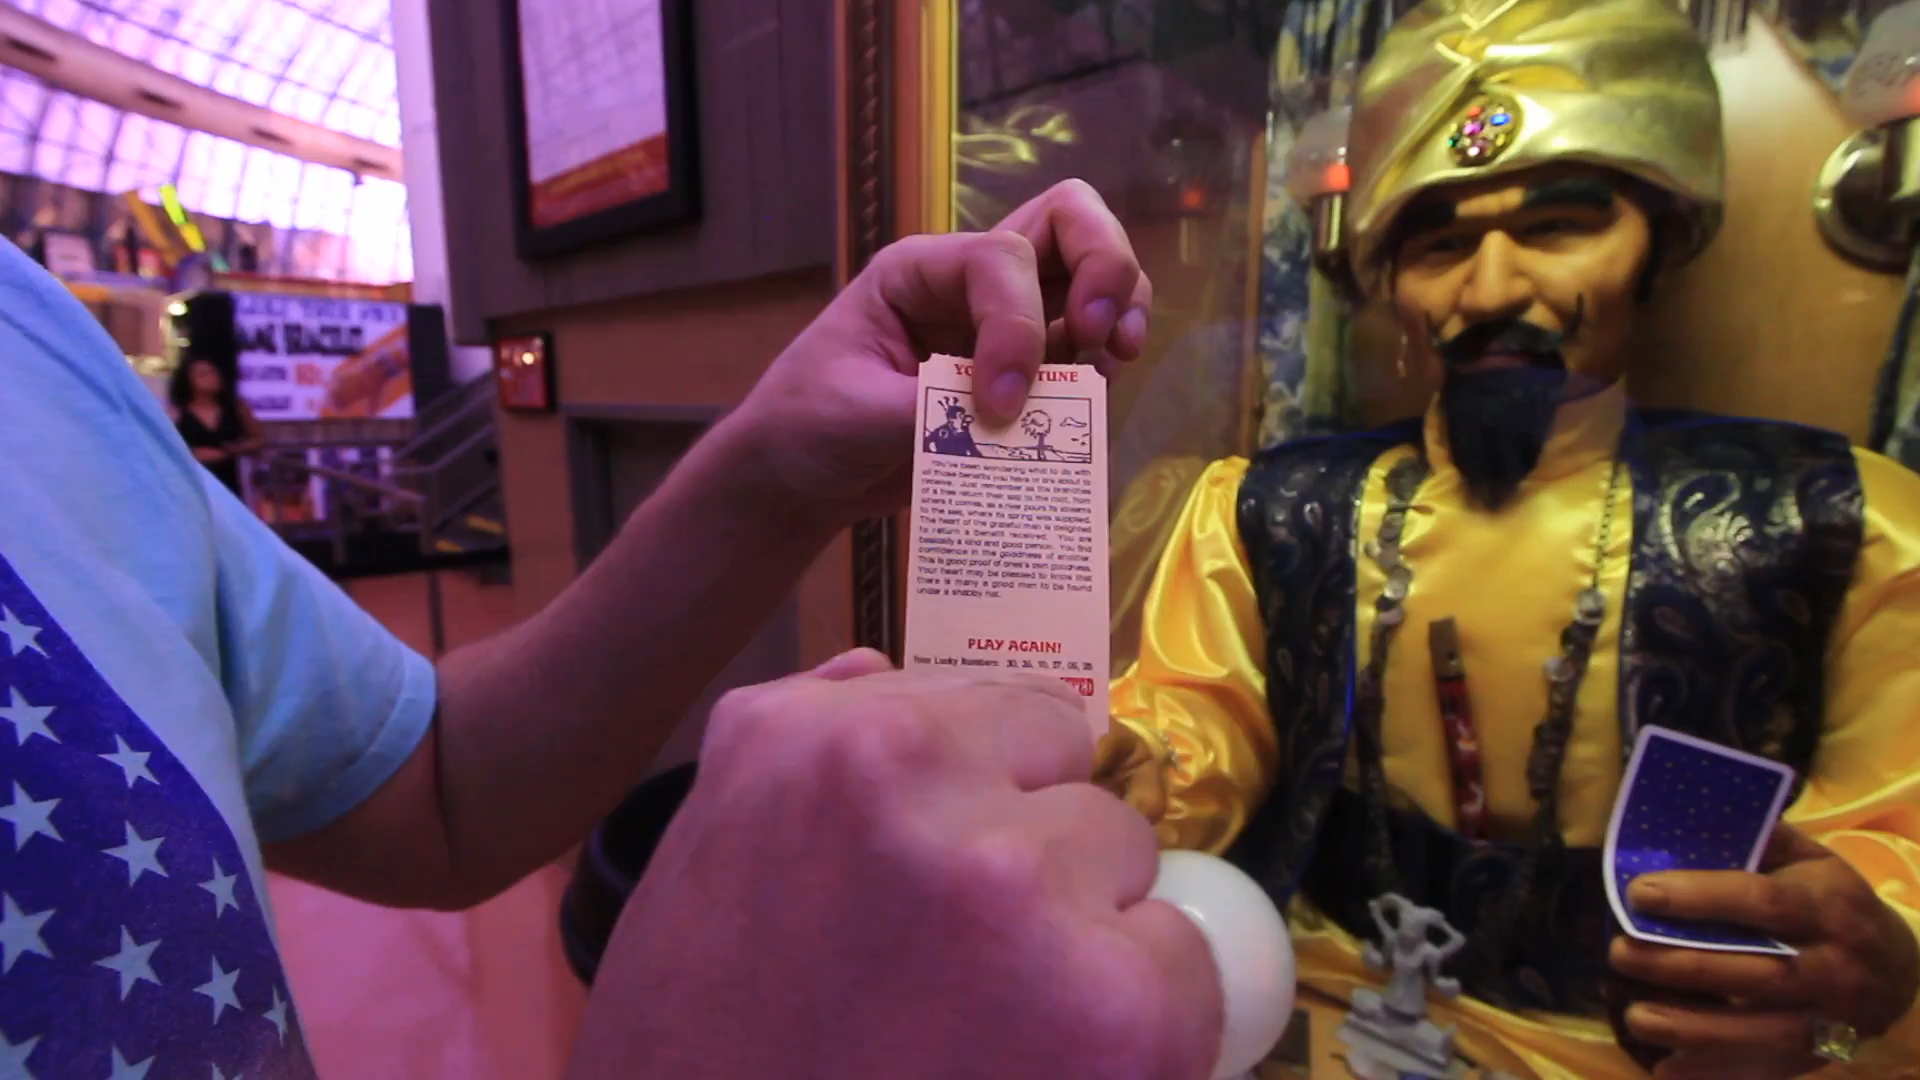 YO TUNE
You've been wondering what to do with
all those benefits you have or are about to
receive. Just remember as the branches
of a tree return their sap to the root, from
where it comes, as a river pours its streams
to the sea, where its spring was supplied.
The heart of the grateful man is delighted
to return a benefit received. You are
basically a kind and good person. You find
confidence in the goodness of another.
This is good proof of ones's own goodness.
Your heart may be pleased to know that
there is many a good man to be found
under a shabby hat.
PLAY AGAIN!
Your Lucky Numbers: 30, 36, 10, 27, 05, 28